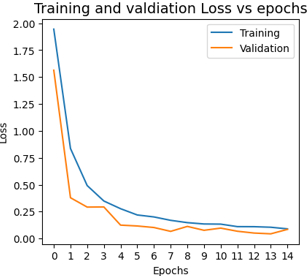 Training and valdiation Loss vs epochs
Training
Validation
2.00
1.75
1.50
1.25
1.00
0.75
0.50
0.25
0.00
Loss
0 1 2 3 4 5 6 7 8 9 10 11 12 13 14
Epochs